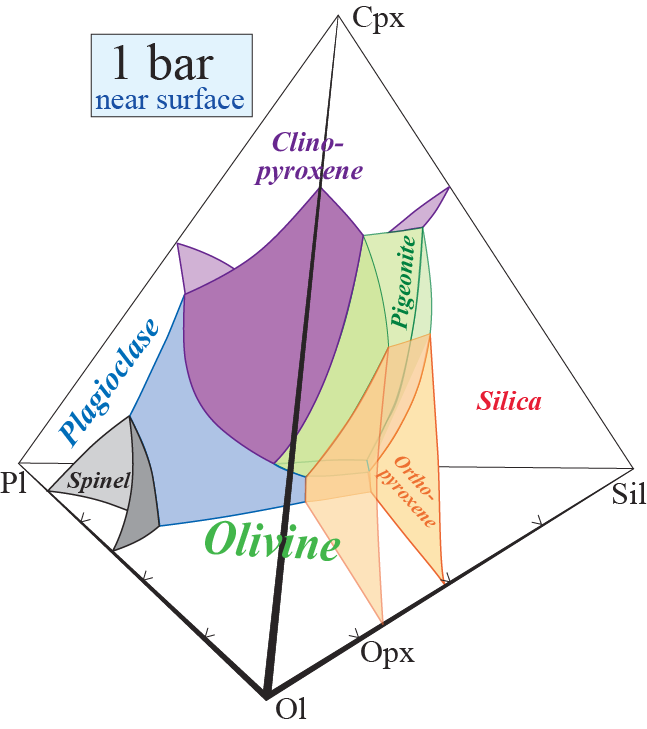 Cpx
1 bar
near surface
Clino-
pyroxene
Pigeonite
Plagioclase
Silica
Pl
Spinel
Ortho-
pyroxene
Sil
Olivine
Opx
Ol